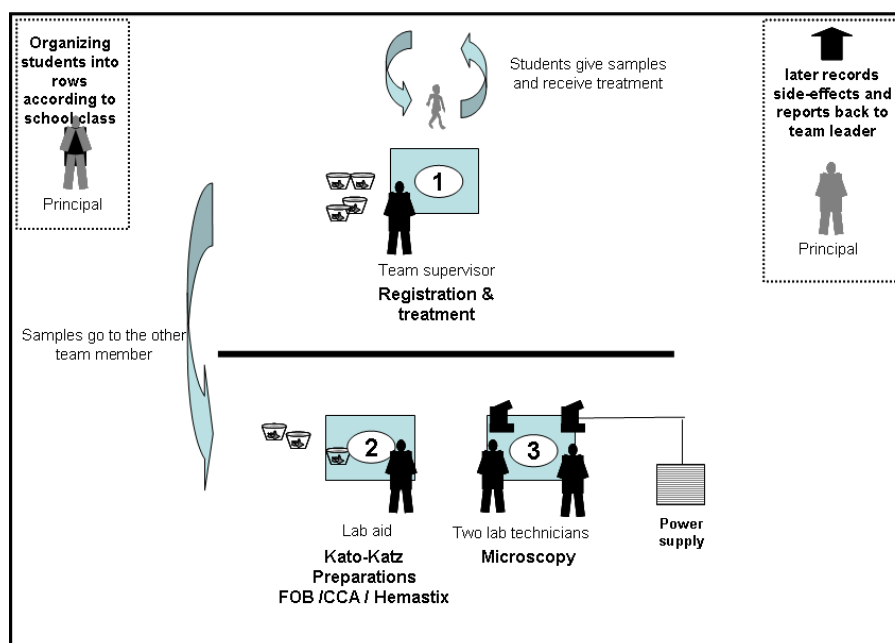 Organizing
students into
rows
according to
school class
Principal
Students give samples
and receive treatment
later records
side-effects and
reports back to
team leader
Principal
1
Team supervisor
Registration &
treatment
Samples go to the other
team member
2
3
Lab aid
Kato-Katz
Preparations
FOB /CCA / Hemastix
Two lab technicians
Microscopy
Power
supply